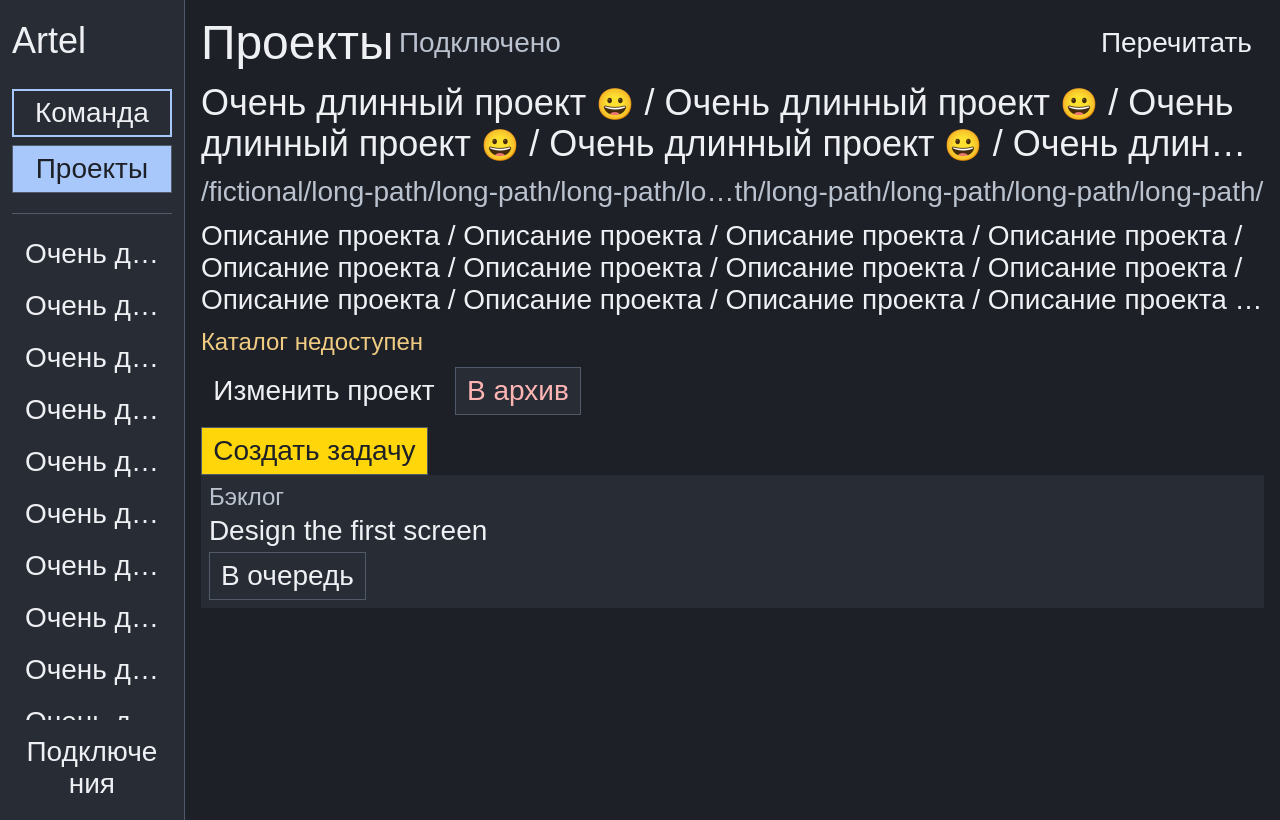 Artel
Команда
Проекты
Очень д…
Очень д…
Очень д…
Очень д…
Очень д…
Очень д…
Очень д…
Очень д…
Очень д…
Очень д…
Подключе
ния
Проекты Подключено
Перечитать
Очень длинный проект 😀 / Очень длинный проект 😀 / Очень
длинный проект 😀 / Очень длинный проект 😀 / Очень длин…
/fictional/long-path/long-path/long-path/lo…th/long-path/long-path/long-path/long-path/
Описание проекта / Описание проекта / Описание проекта / Описание проекта /
Описание проекта / Описание проекта / Описание проекта / Описание проекта /
Описание проекта / Описание проекта / Описание проекта / Описание проекта …
Каталог недоступен
Изменить проект
В архив
Создать задачу
Бэклог
Design the first screen
В очередь